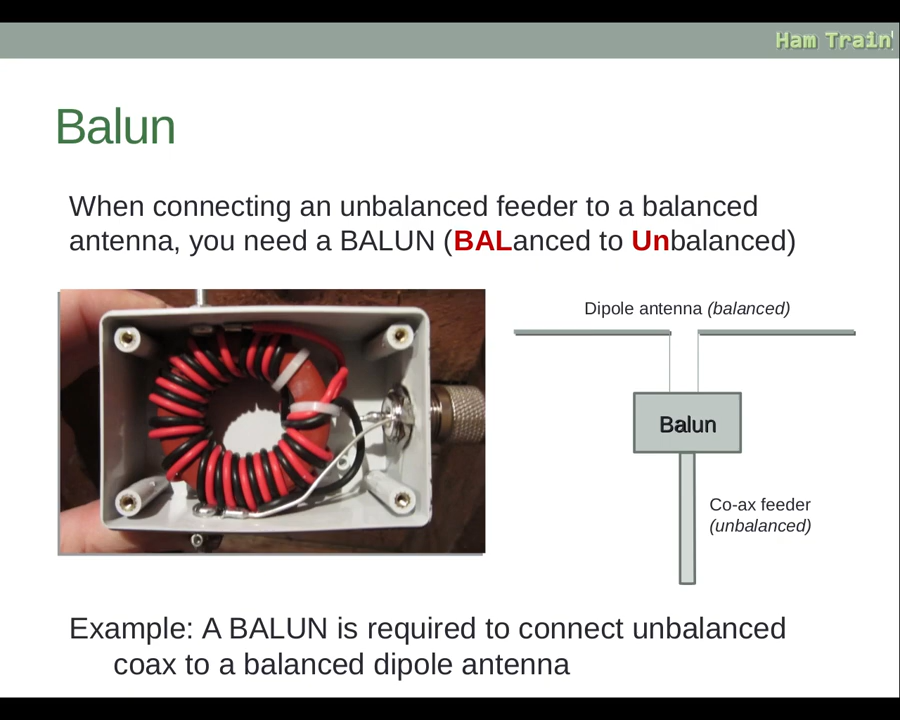 Ham Train
Balun
When connecting an unbalanced feeder to a balanced
antenna, you need a BALUN (BALanced to Unbalanced)
Dipole antenna (balanced)
Balun
Co-ax feeder
(unbalanced)
Example: A BALUN is required to connect unbalanced
coax to a balanced dipole antenna